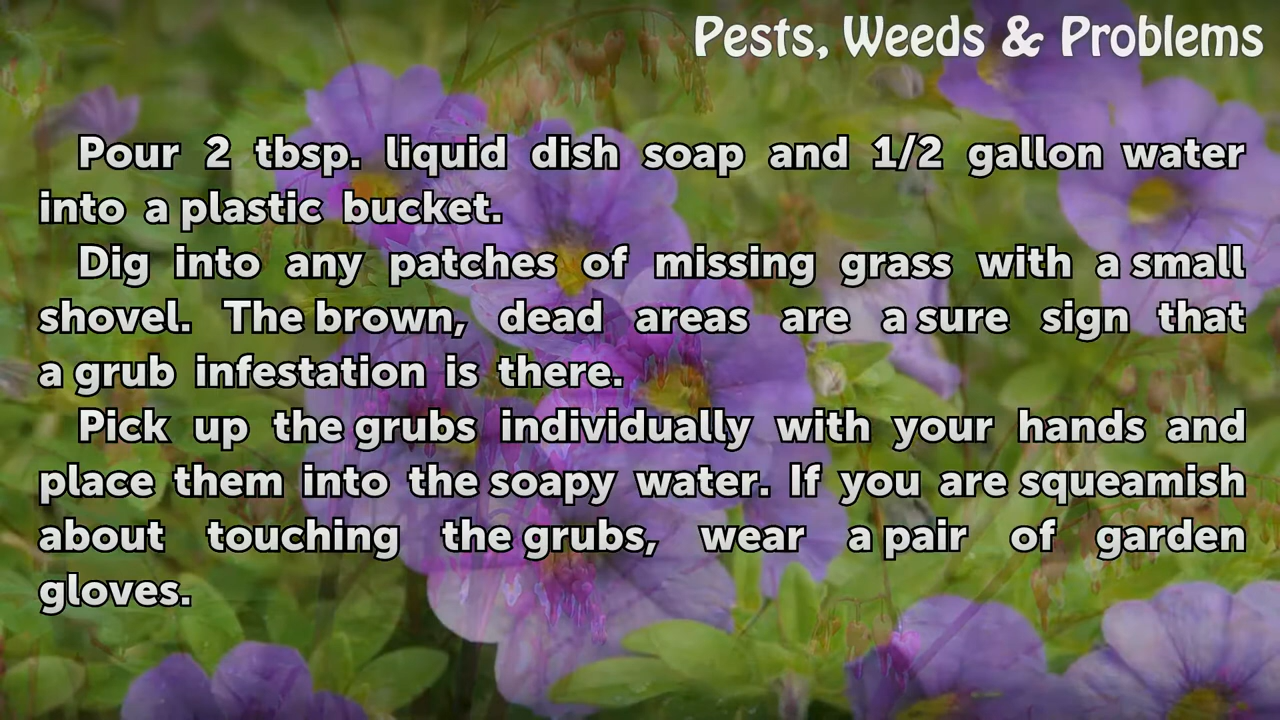 Pests, Weeds & Problems
Pour 2 tbsp. liquid dish soap and 1/2 gallon water
into a plastic bucket.
Dig into any patches of missing grass with a small
shovel. The brown, dead areas are a sure sign that
a grub infestation is there.
Pick up the grubs individually with your hands and
place them into the soapy water. If you are squeamish
about touching the grubs, wear a pair of garden
gloves.